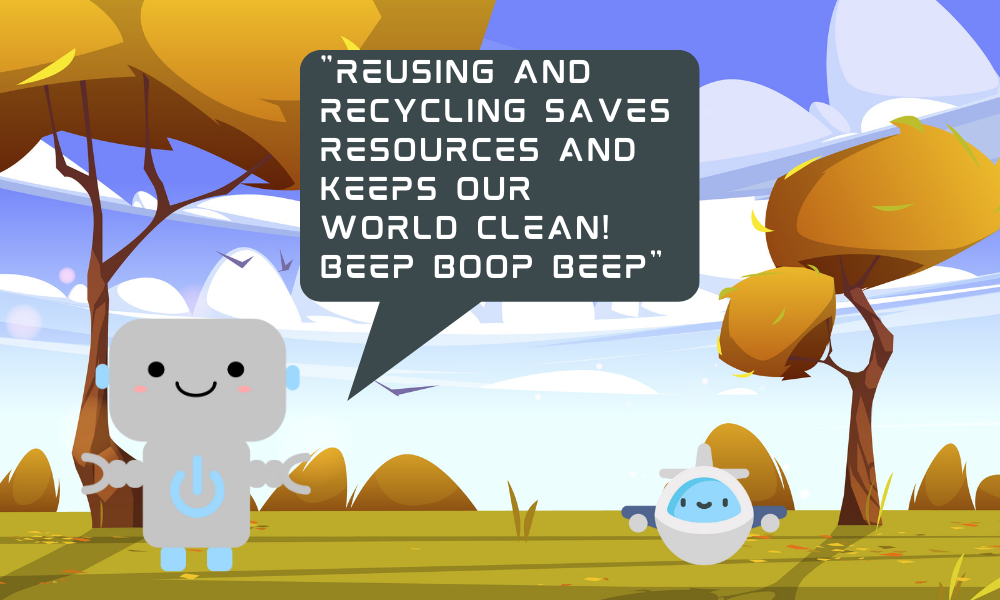 "REUSING AND
RECYCLING SAVES
RESOURCES AND
KEEPS OUR
WORLD CLEAN!
BEEP BOOP BEEP"